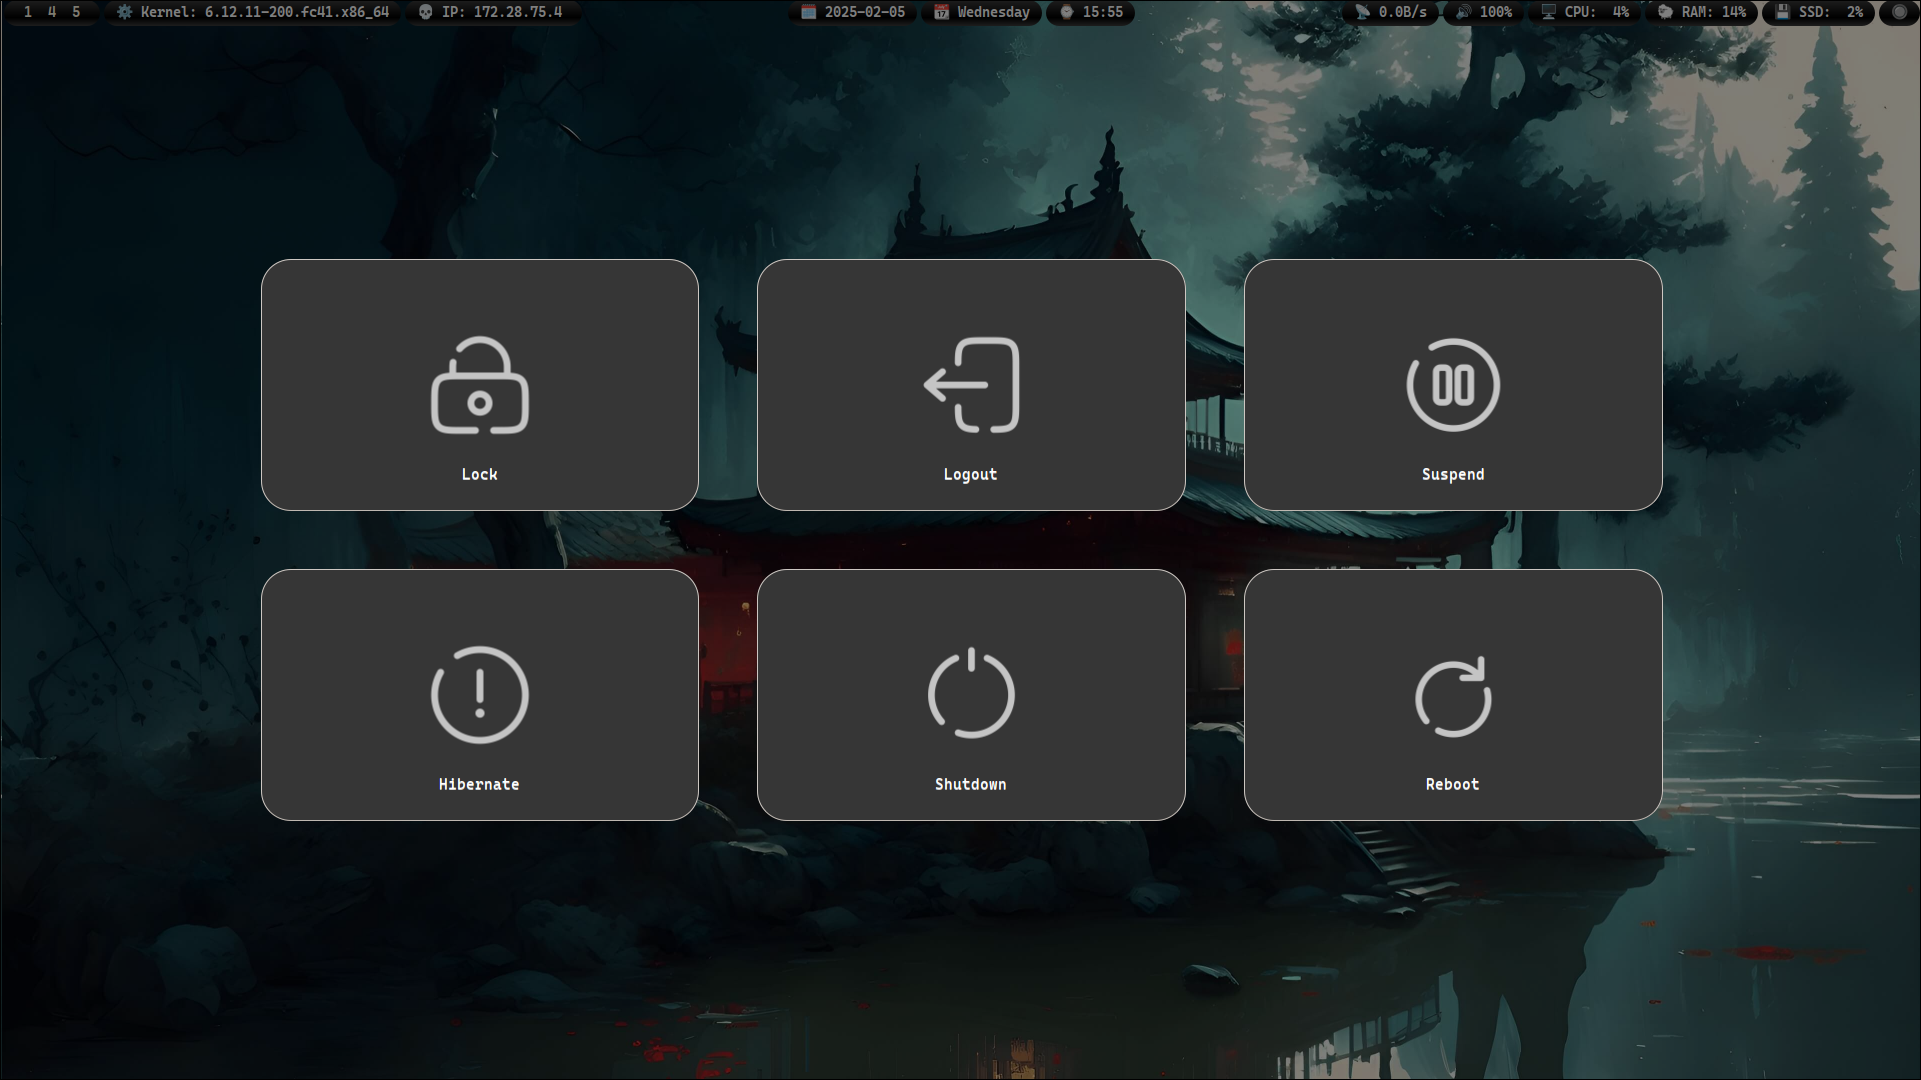 1 4 5 Kernel: 6.12.11-200.fc41.x86_64 IP: 172.28.75.4 2025-02-05 Wednesday 15:55 0.0B/s 100% CPU: 4% RAM: 14% SSD: 2%
Lock Logout Suspend
Hibernate Shutdown Reboot